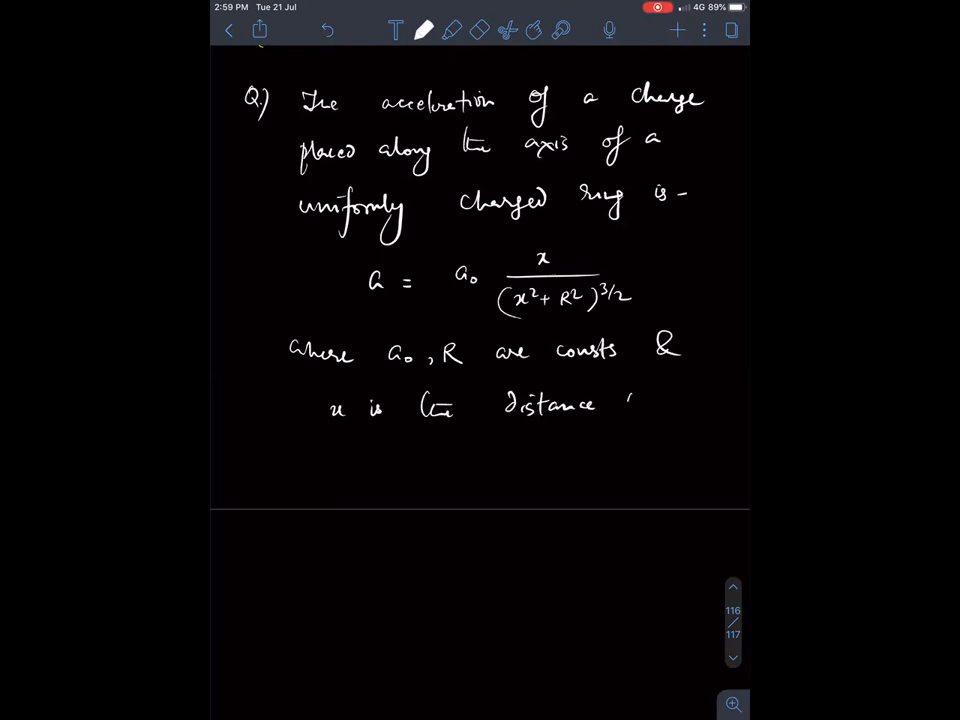 2:59 PM Tue 21 Jul 4G 89%
T
Q.) The acceleration of a charge
placed along the axis of a
uniformly charged ring is -
a = a₀ x / (x² + R²)^3/2
where a₀, R are consts &
x is the distance
116
/
117